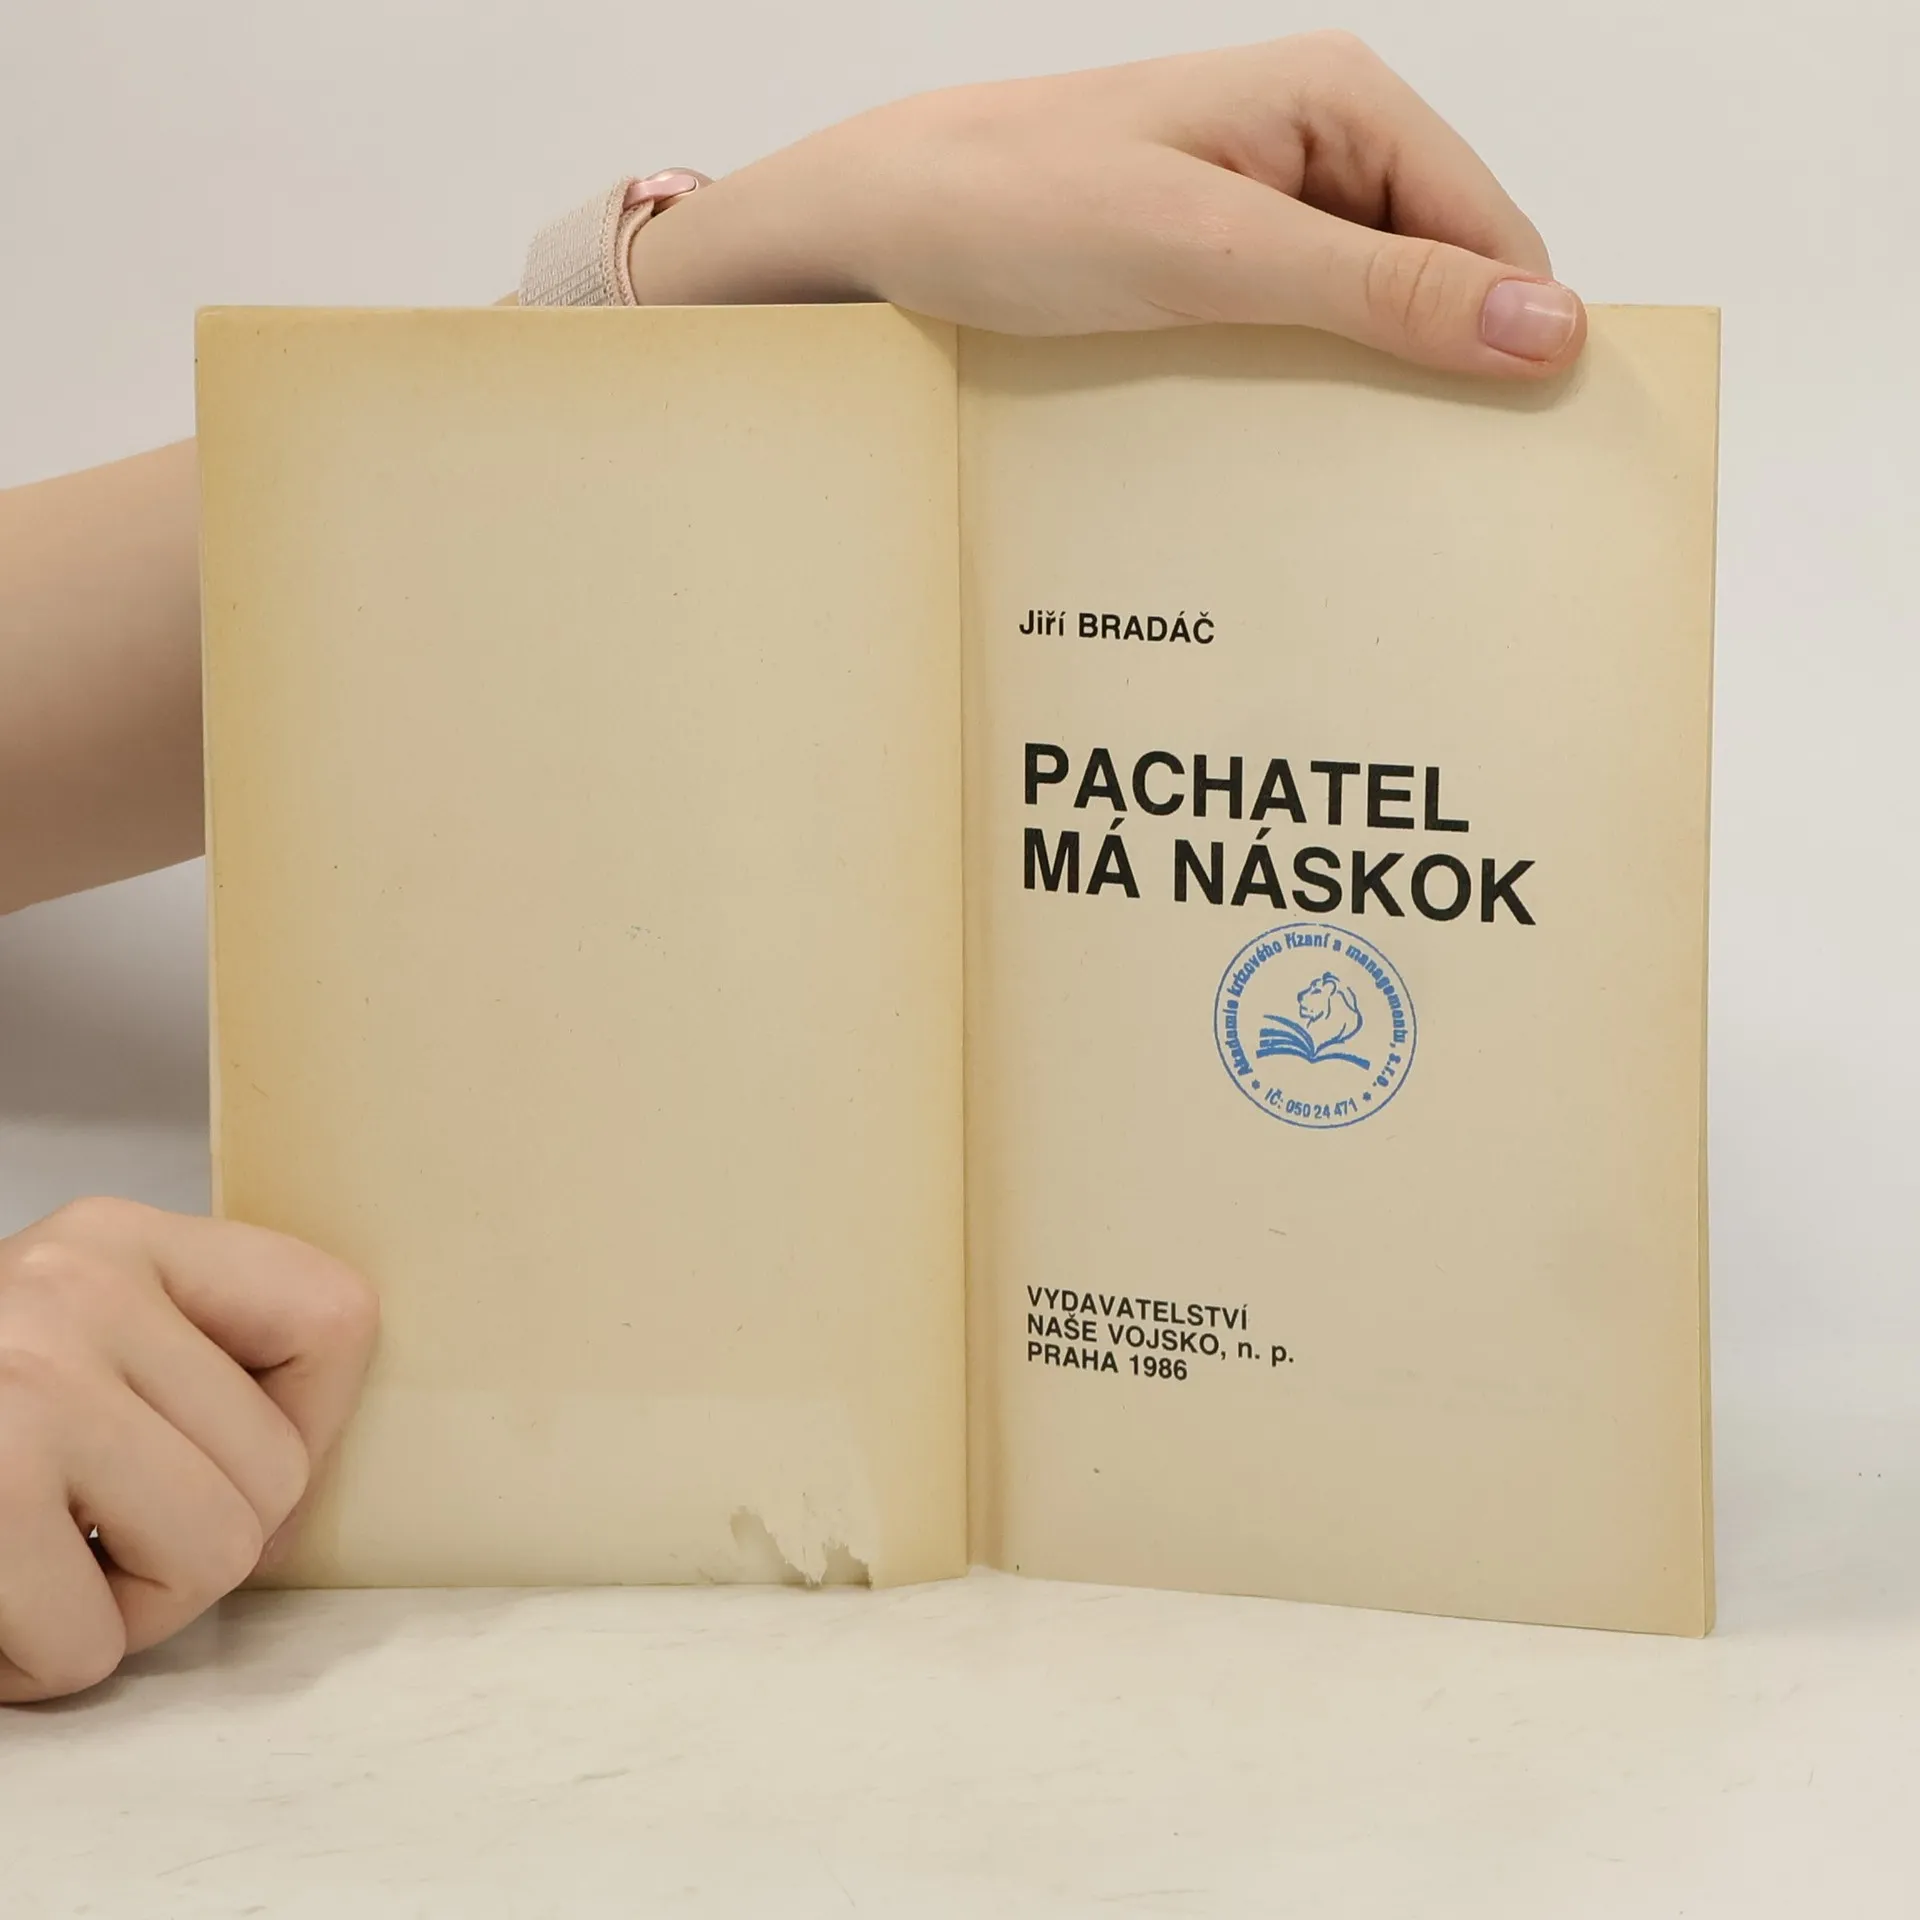 Jiří BRADÁČ
PACHATEL
MÁ NÁSKOK
Akademie krizového řízení a managementu, s.r.o.
IČ: 050 24 471
VYDAVATELSTVÍ
NAŠE VOJSKO, n. p.
PRAHA 1986